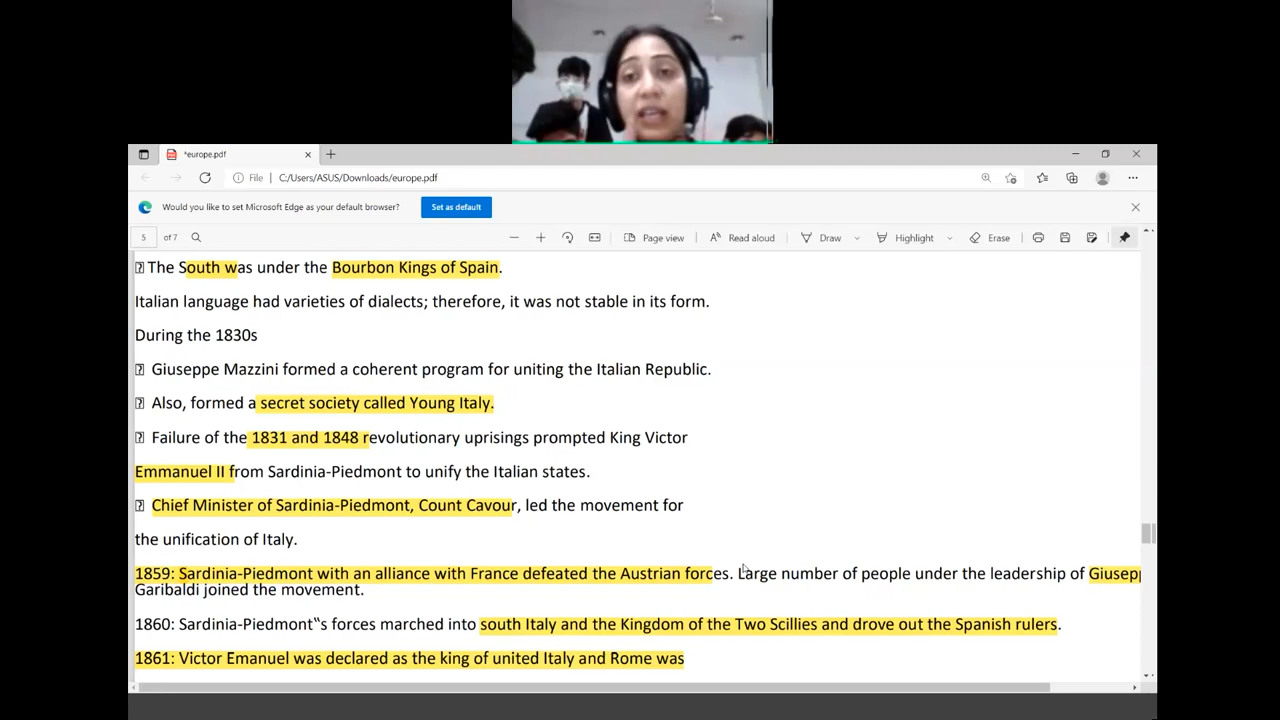 *europe.pdf
File
C:/Users/ASUS/Downloads/europe.pdf
Would you like to set Microsoft Edge as your default browser?
Set as default
5 of 7
Page view
Read aloud
Draw
Highlight
Erase
The South was under the Bourbon Kings of Spain.
Italian language had varieties of dialects; therefore, it was not stable in its form.
During the 1830s
Giuseppe Mazzini formed a coherent program for uniting the Italian Republic.
Also, formed a secret society called Young Italy.
Failure of the 1831 and 1848 revolutionary uprisings prompted King Victor
Emmanuel II from Sardinia-Piedmont to unify the Italian states.
Chief Minister of Sardinia-Piedmont, Count Cavour, led the movement for
the unification of Italy.
1859: Sardinia-Piedmont with an alliance with France defeated the Austrian forces. Large number of people under the leadership of Giusepp
Garibaldi joined the movement.
1860: Sardinia-Piedmont‟s forces marched into south Italy and the Kingdom of the Two Scillies and drove out the Spanish rulers.
1861: Victor Emanuel was declared as the king of united Italy and Rome was